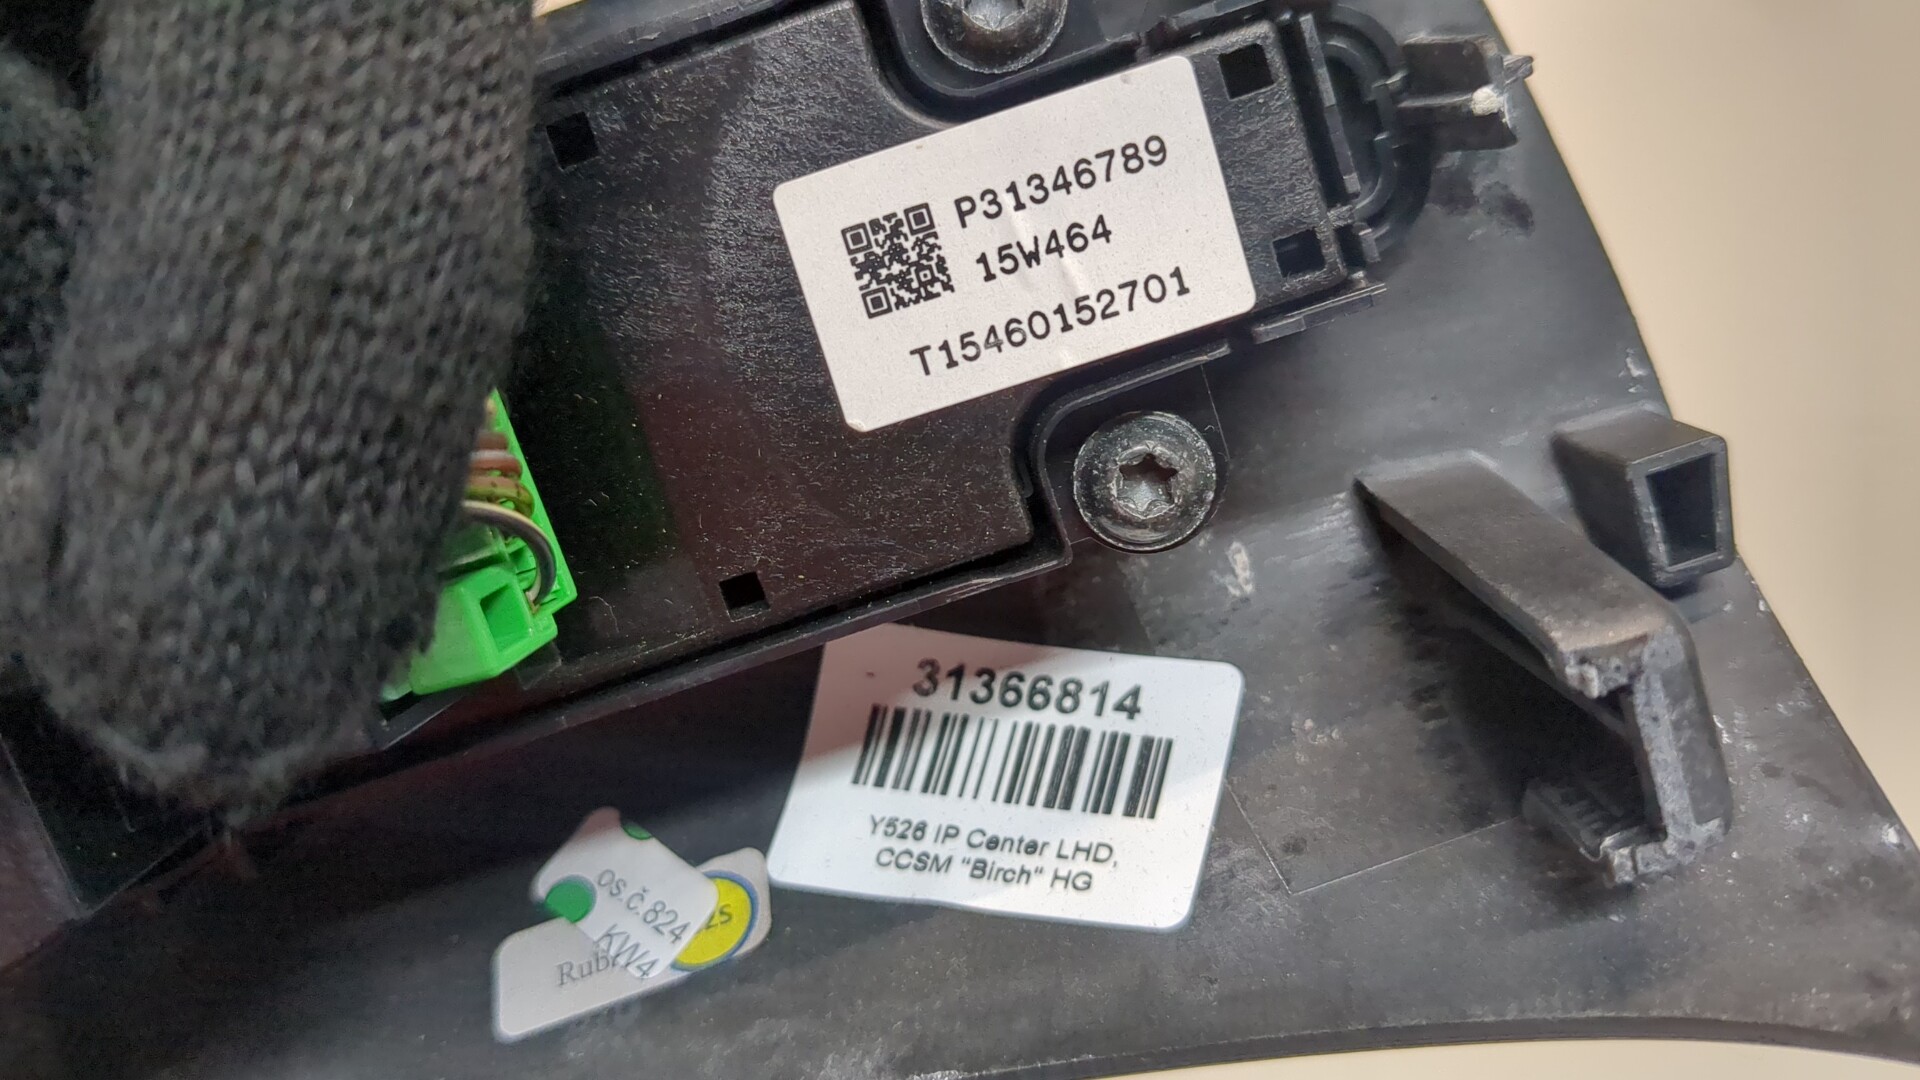 P31346789
15W464
T15460152701
31366814
Y526 IP Center LHD,
CCSM "Birch" HG
os.č.824
KW4